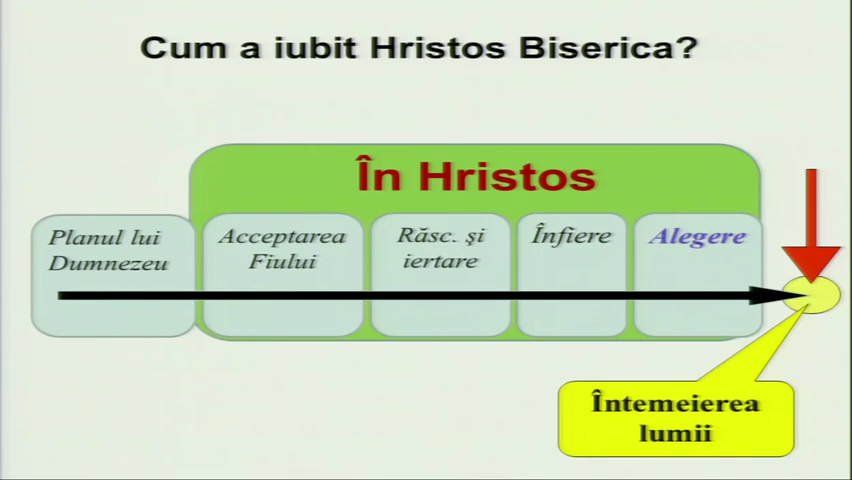 Cum a iubit Hristos Biserica?
În Hristos
Planul lui
Dumnezeu
Acceptarea
Fiului
Răsc. şi
iertare
Înfiere
Alegere
Întemeierea
lumii